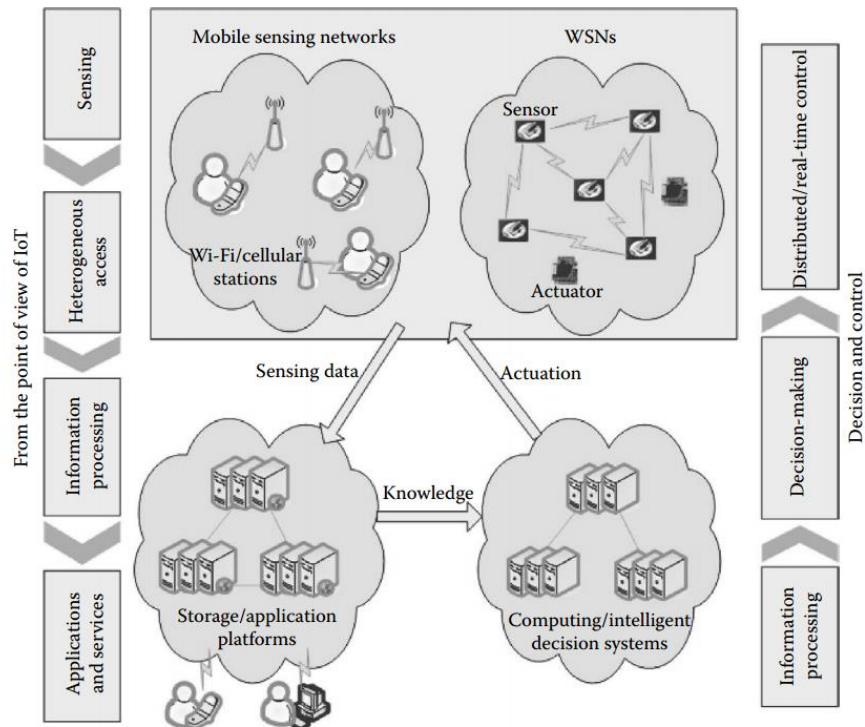 From the point of view of IoT
Sensing
Heterogeneous
access
Information
processing
Applications
and services
Mobile sensing networks
Wi-Fi/cellular
stations
WSNs
Sensor
Actuator
Sensing data
Actuation
Knowledge
Storage/application
platforms
Computing/intelligent
decision systems
Distributed/real-time control
Decision-making
Information
processing
Decision and control